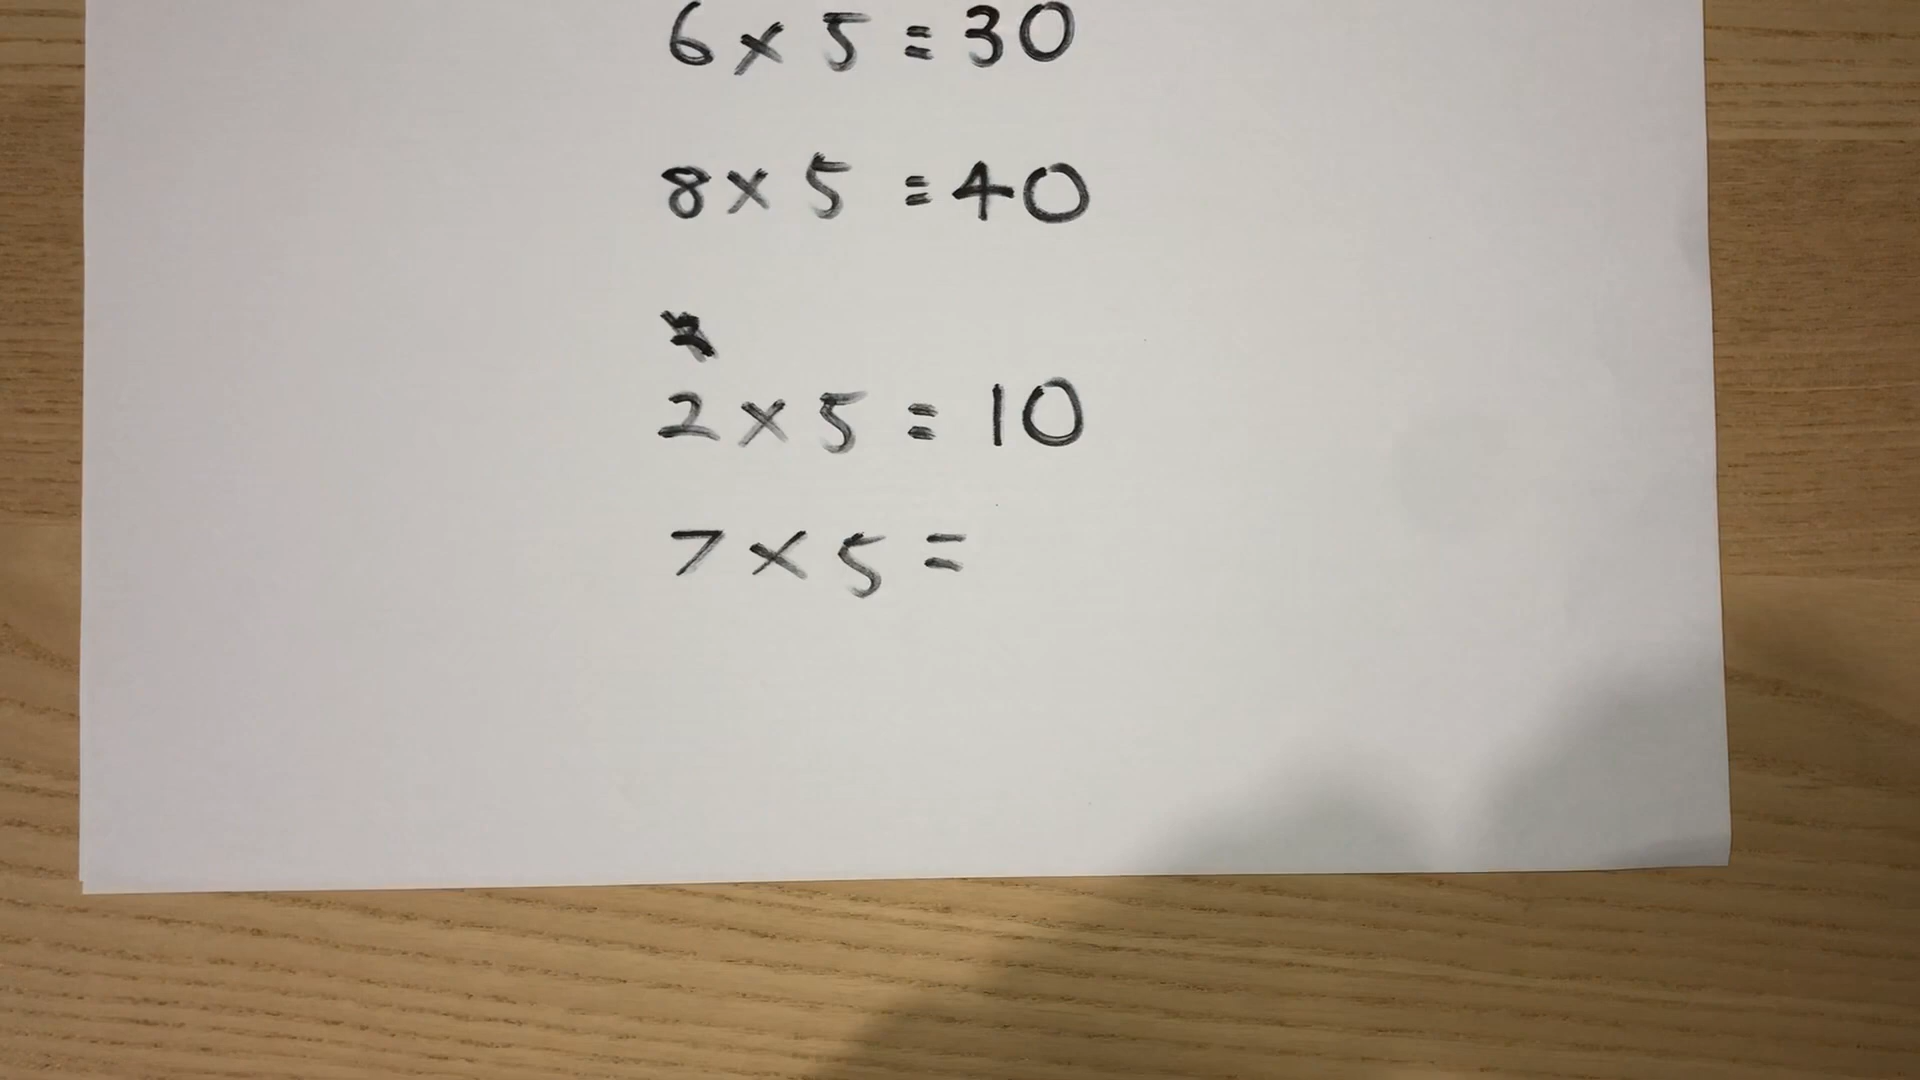 6 × 5 = 30
8 × 5 = 40
2 × 5 = 10
7 × 5 =